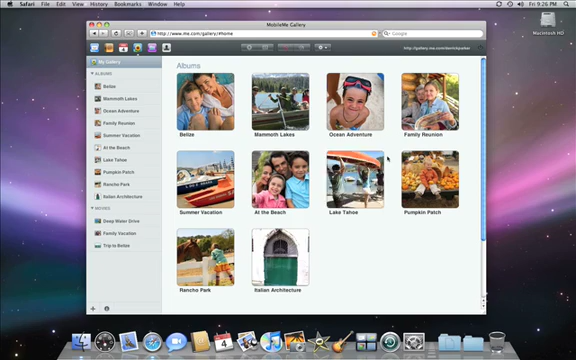 Safari File Edit View History Bookmarks Window Help
Fri 9:26 PM
MobileMe Gallery
http://www.me.com/gallery/#home
Google
Macintosh HD
My Gallery
ALBUMS
Belize
Mammoth Lakes
Ocean Adventure
Family Reunion
Summer Vacation
At the Beach
Lake Tahoe
Pumpkin Patch
Rancho Park
Italian Architecture
MOVIES
Deep Water Drive
Family Vacation
Trip to Belize
Albums
Belize
Mammoth Lakes
Ocean Adventure
Family Reunion
Summer Vacation
At the Beach
Lake Tahoe
Pumpkin Patch
Rancho Park
Italian Architecture